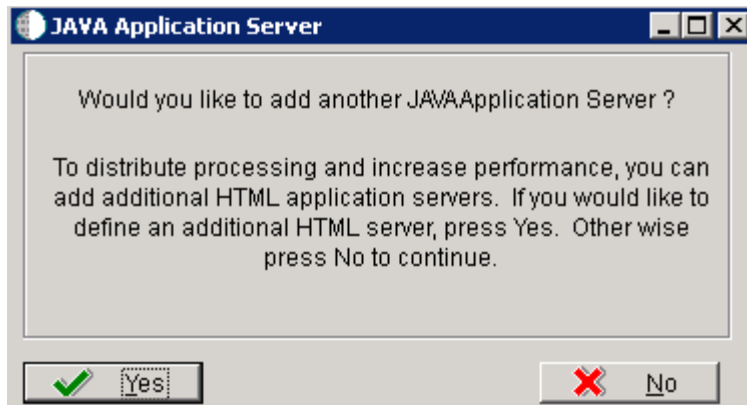 JAVA Application Server
Would you like to add another JAVAApplication Server ?
To distribute processing and increase performance, you can
add additional HTML application servers. If you would like to
define an additional HTML server, press Yes. Other wise
press No to continue.
Yes
No